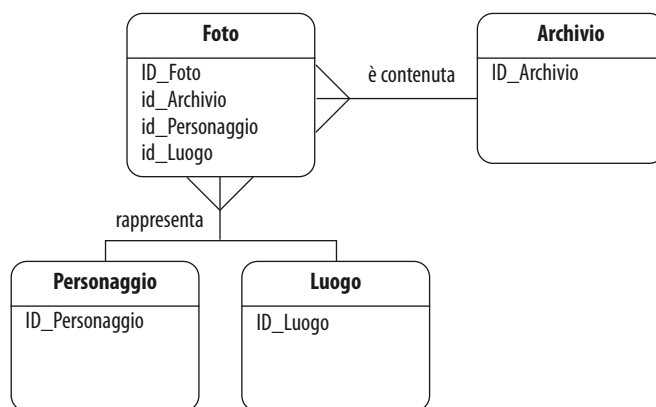 Foto
ID_Foto
id_Archivio
id_Personaggio
id_Luogo
è contenuta
Archivio
ID_Archivio
rappresenta
Personaggio
ID_Personaggio
Luogo
ID_Luogo